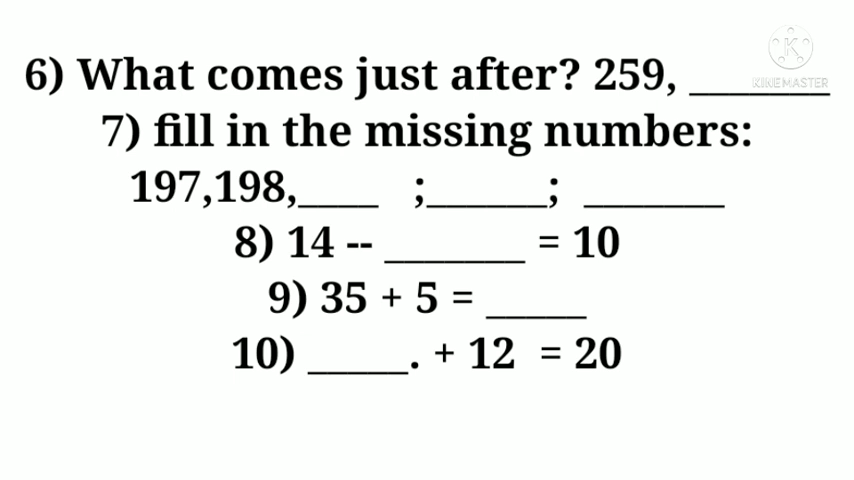 6) What comes just after? 259, _______
KINEMASTER
7) fill in the missing numbers:
197,198,____ ;______; _______
8) 14 -- _______ = 10
9) 35 + 5 = _____
10) _____. + 12 = 20